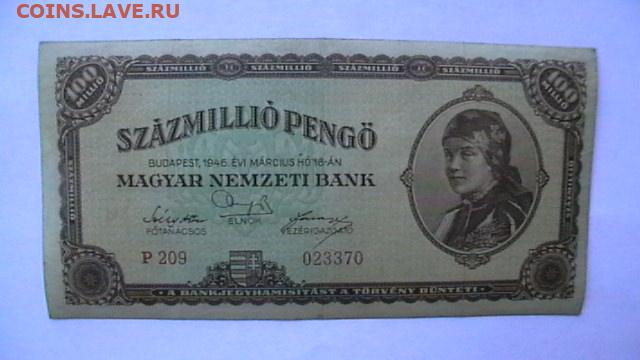 COINS.LAVE.RU
SZÁZMILLIÓ SZÁZMILLIÓ SZÁZMILLIÓ
100 MILLIÓ 100 MILLIÓ
SZÁZMILLIÓ PENGŐ
BUDAPEST, 1946. ÉVI MÁRCIUS HÓ 18-ÁN
MAGYAR NEMZETI BANK
FŐTANÁCSOS ELNÖK VEZÉRIGAZGATÓ
P 209 023370
A BANKJEGYHAMISÍTÁST A TÖRVÉNY BÜNTETI